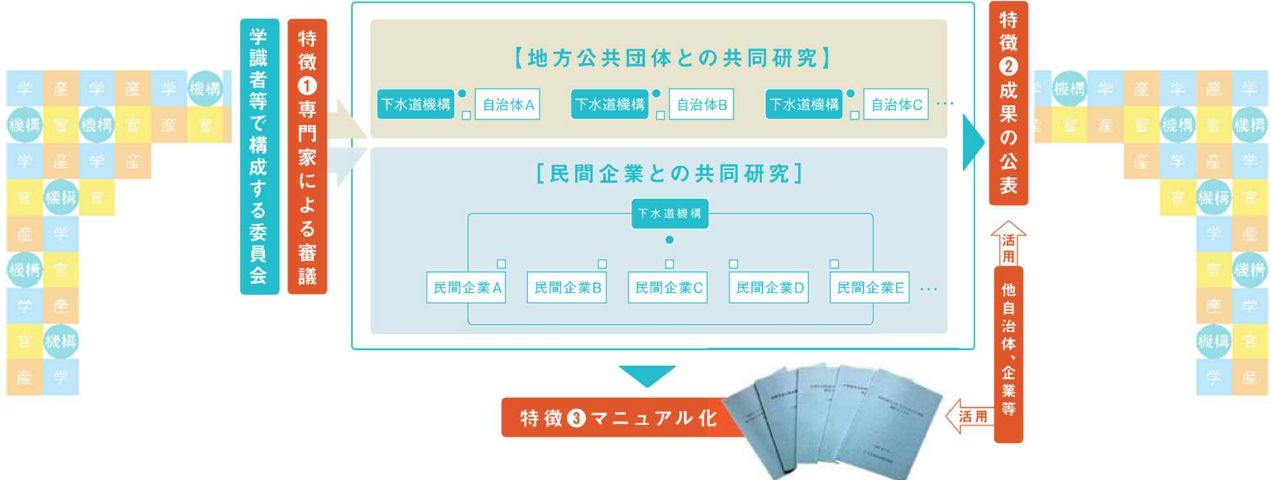 学 産 学 産 学 機構
機構 官 機構 官 産 官
学 産 学 産
官 機構 官
産 学
機構 官
学 産
官 機構
産 学
学識者等で構成する委員会
特徴❶専門家による審議
【地方公共団体との共同研究】
下水道機構 自治体A 下水道機構 自治体B 下水道機構 自治体C …
[民間企業との共同研究]
下水道機構
民間企業A 民間企業B 民間企業C 民間企業D 民間企業E …
特徴❷成果の公表
活用
他自治体、企業等
活用
特徴❸マニュアル化
学 機構 学 産 学 産 学
産 官 産 官 機構 官 機構
産 学 産 学
官 機構 官
学 産
官 機構
産 学
機構 官
学 産